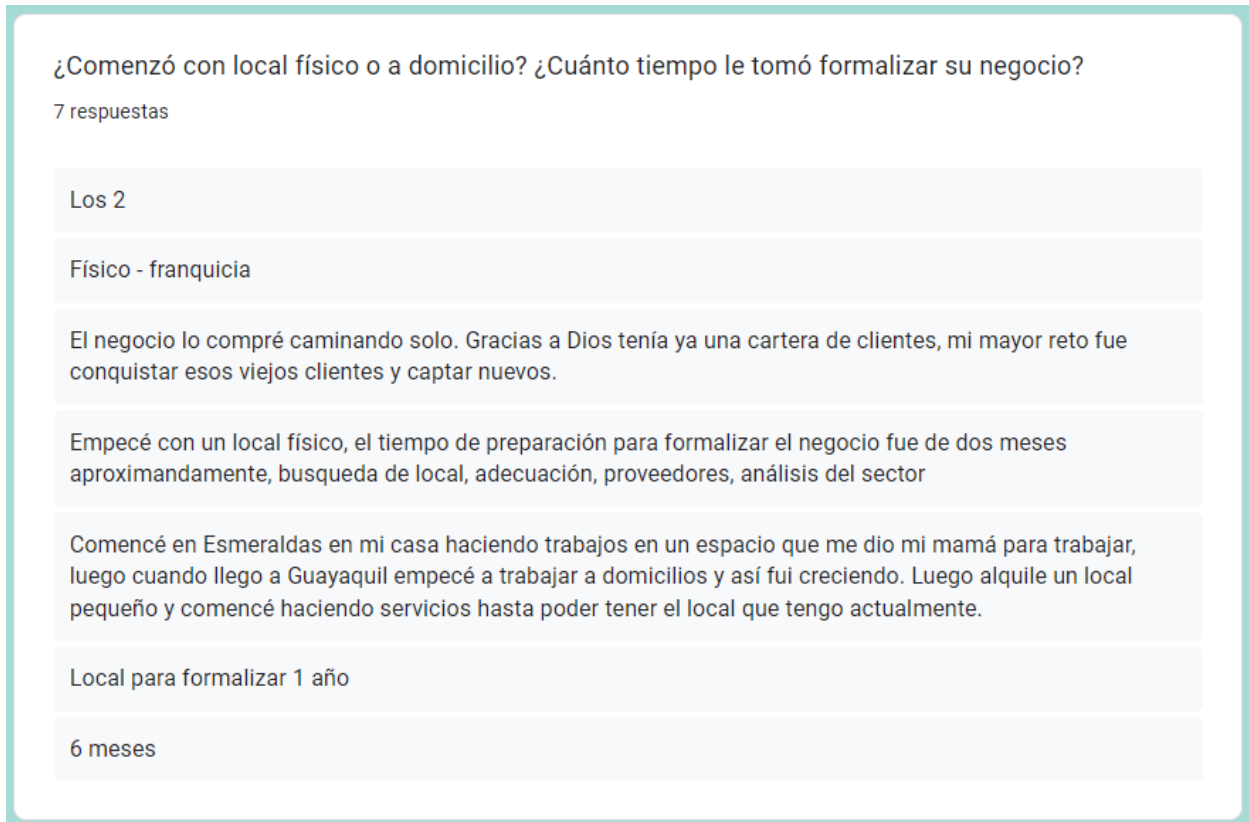 ¿Comenzó con local físico o a domicilio? ¿Cuánto tiempo le tomó formalizar su negocio?
7 respuestas
Los 2
Físico - franquicia
El negocio lo compré caminando solo. Gracias a Dios tenía ya una cartera de clientes, mi mayor reto fue
conquistar esos viejos clientes y captar nuevos.
Empecé con un local físico, el tiempo de preparación para formalizar el negocio fue de dos meses
aproximandamente, busqueda de local, adecuación, proveedores, análisis del sector
Comencé en Esmeraldas en mi casa haciendo trabajos en un espacio que me dio mi mamá para trabajar,
luego cuando llego a Guayaquil empecé a trabajar a domicilios y así fui creciendo. Luego alquile un local
pequeño y comencé haciendo servicios hasta poder tener el local que tengo actualmente.
Local para formalizar 1 año
6 meses